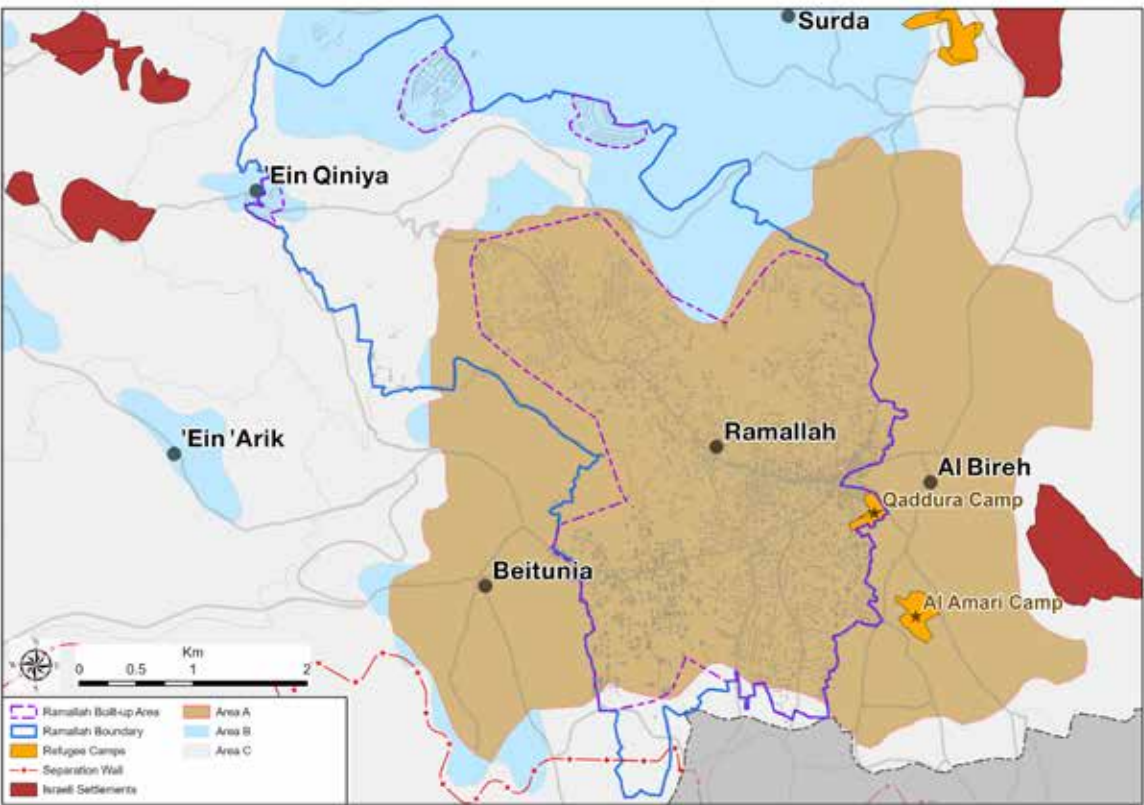 Surda
'Ein Qiniya
'Ein 'Arik
Ramallah
Al Bireh
Qaddura Camp
Beitunia
Al Amari Camp
Km
0 0.5 1 2
Ramallah Built-up Area
Ramallah Boundary
Refugee Camps
Separation Wall
Israeli Settlements
Area A
Area B
Area C